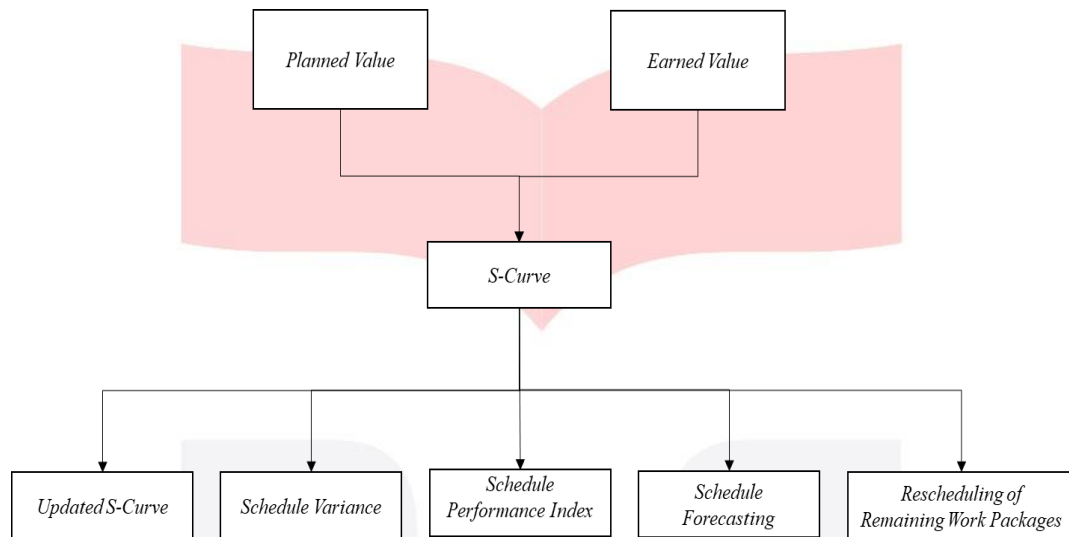 Planned Value
Earned Value
S-Curve
Updated S-Curve
Schedule Variance
Schedule
Performance Index
Schedule
Forecasting
Rescheduling of
Remaining Work Packages